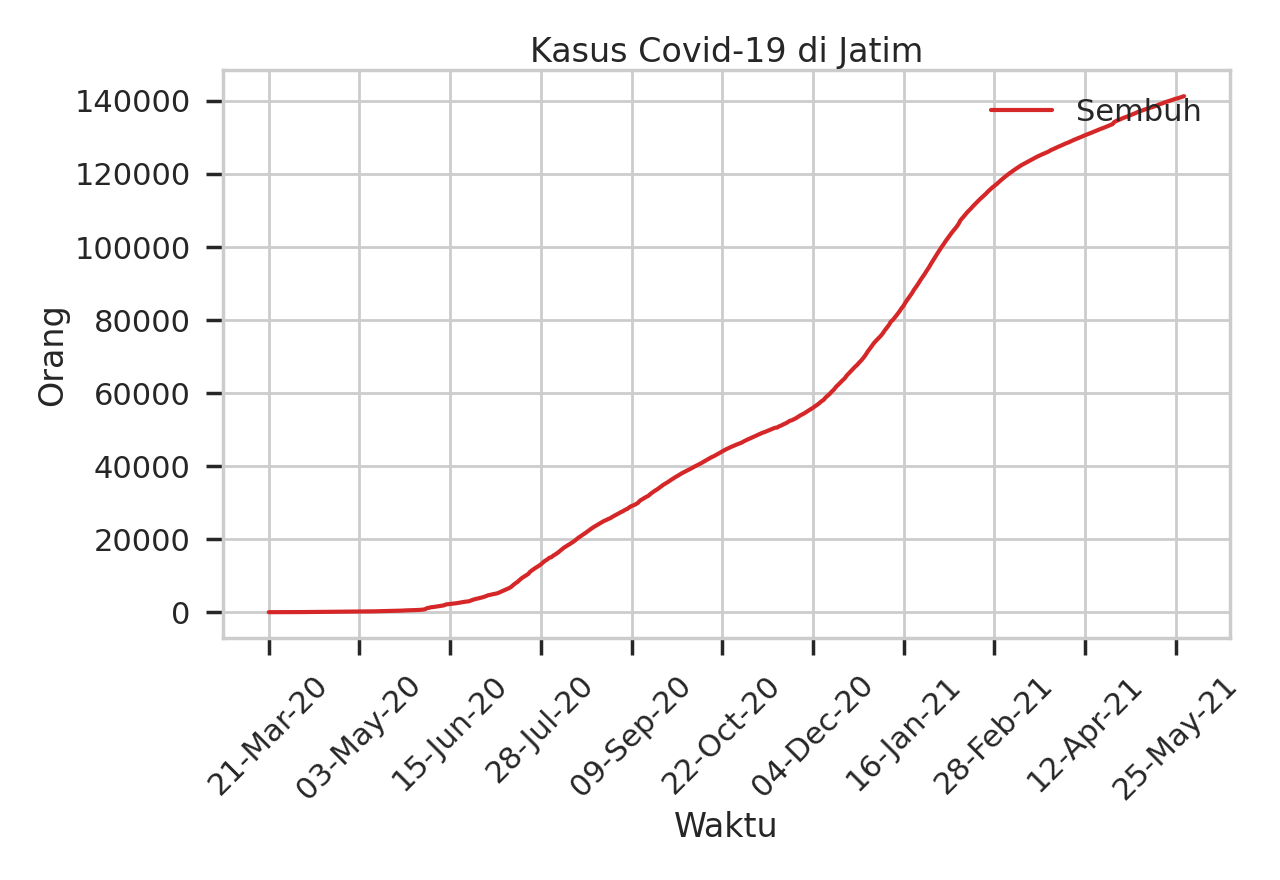 Kasus Covid-19 di Jatim
Sembuh
Orang
140000
120000
100000
80000
60000
40000
20000
0
21-Mar-20
03-May-20
15-Jun-20
28-Jul-20
09-Sep-20
22-Oct-20
04-Dec-20
16-Jan-21
28-Feb-21
12-Apr-21
25-May-21
Waktu